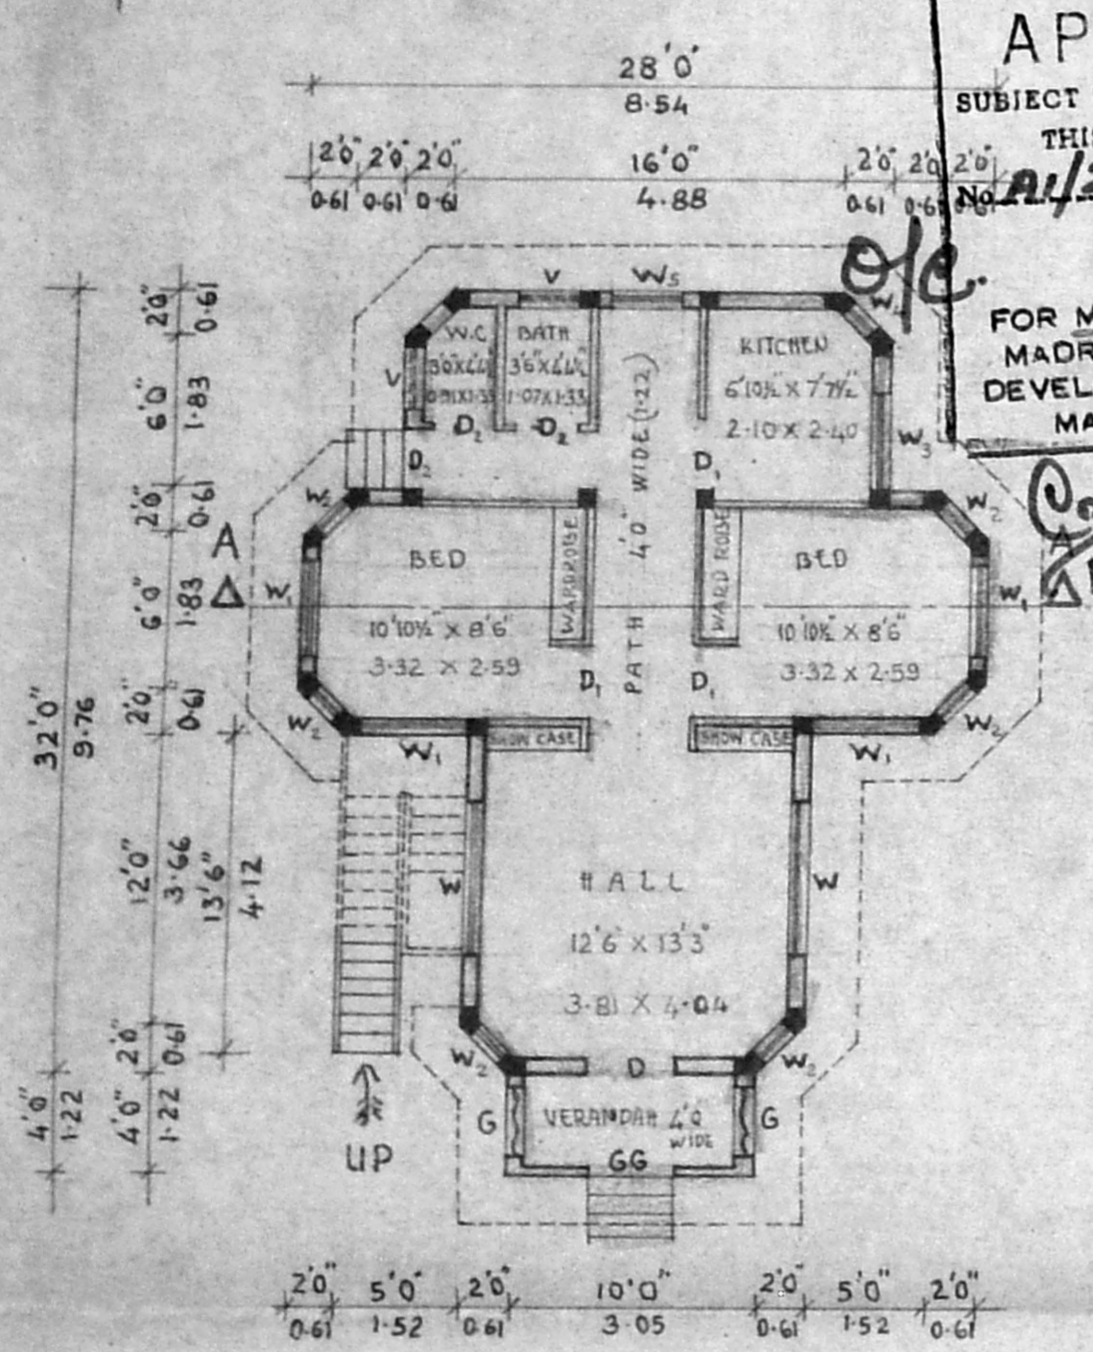 28'0"
8.54
2'0" 2'0" 2'0" 16'0" 2'0" 2'0 2'0"
0.61 0.61 0.61 4.88 0.61 0.61 0.61
AP
SUBJECT
THI
No
O/C.
FOR M
MADR
DEVEL
MA
V W5
W.C BATH KITCHEN
3'6"X4'4½" 6'10½" X 7'7½"
1.07X1.33 2.10 X 2.40
V D2 D2 D2 D1 W3
PATH 4'0" WIDE (1.22)
W2 W2
A A
BED WARDROBE WARD ROBE BED
W1 W1
10'10½" X 8'6" 10'10½" X 8'6"
3.32 X 2.59 3.32 X 2.59
D1 D1
W2 W2
SHOW CASE SHOW CASE
W1 W1
HALL
W W
12'6" X 13'3"
3.81 X 4.04
W2 D W2
G VERANDAH 4'0" G
WIDE
GG
UP
2'0" 0.61
6'0" 1.83
2'0" 0.61
6'0" 1.83
2'0" 0.61
32'0" 9.76
12'0" 3.66
13'6" 4.12
2'0" 0.61
4'0" 1.22
4'0" 1.22
2'0" 5'0" 2'0" 10'0" 2'0" 5'0" 2'0"
0.61 1.52 0.61 3.05 0.61 1.52 0.61